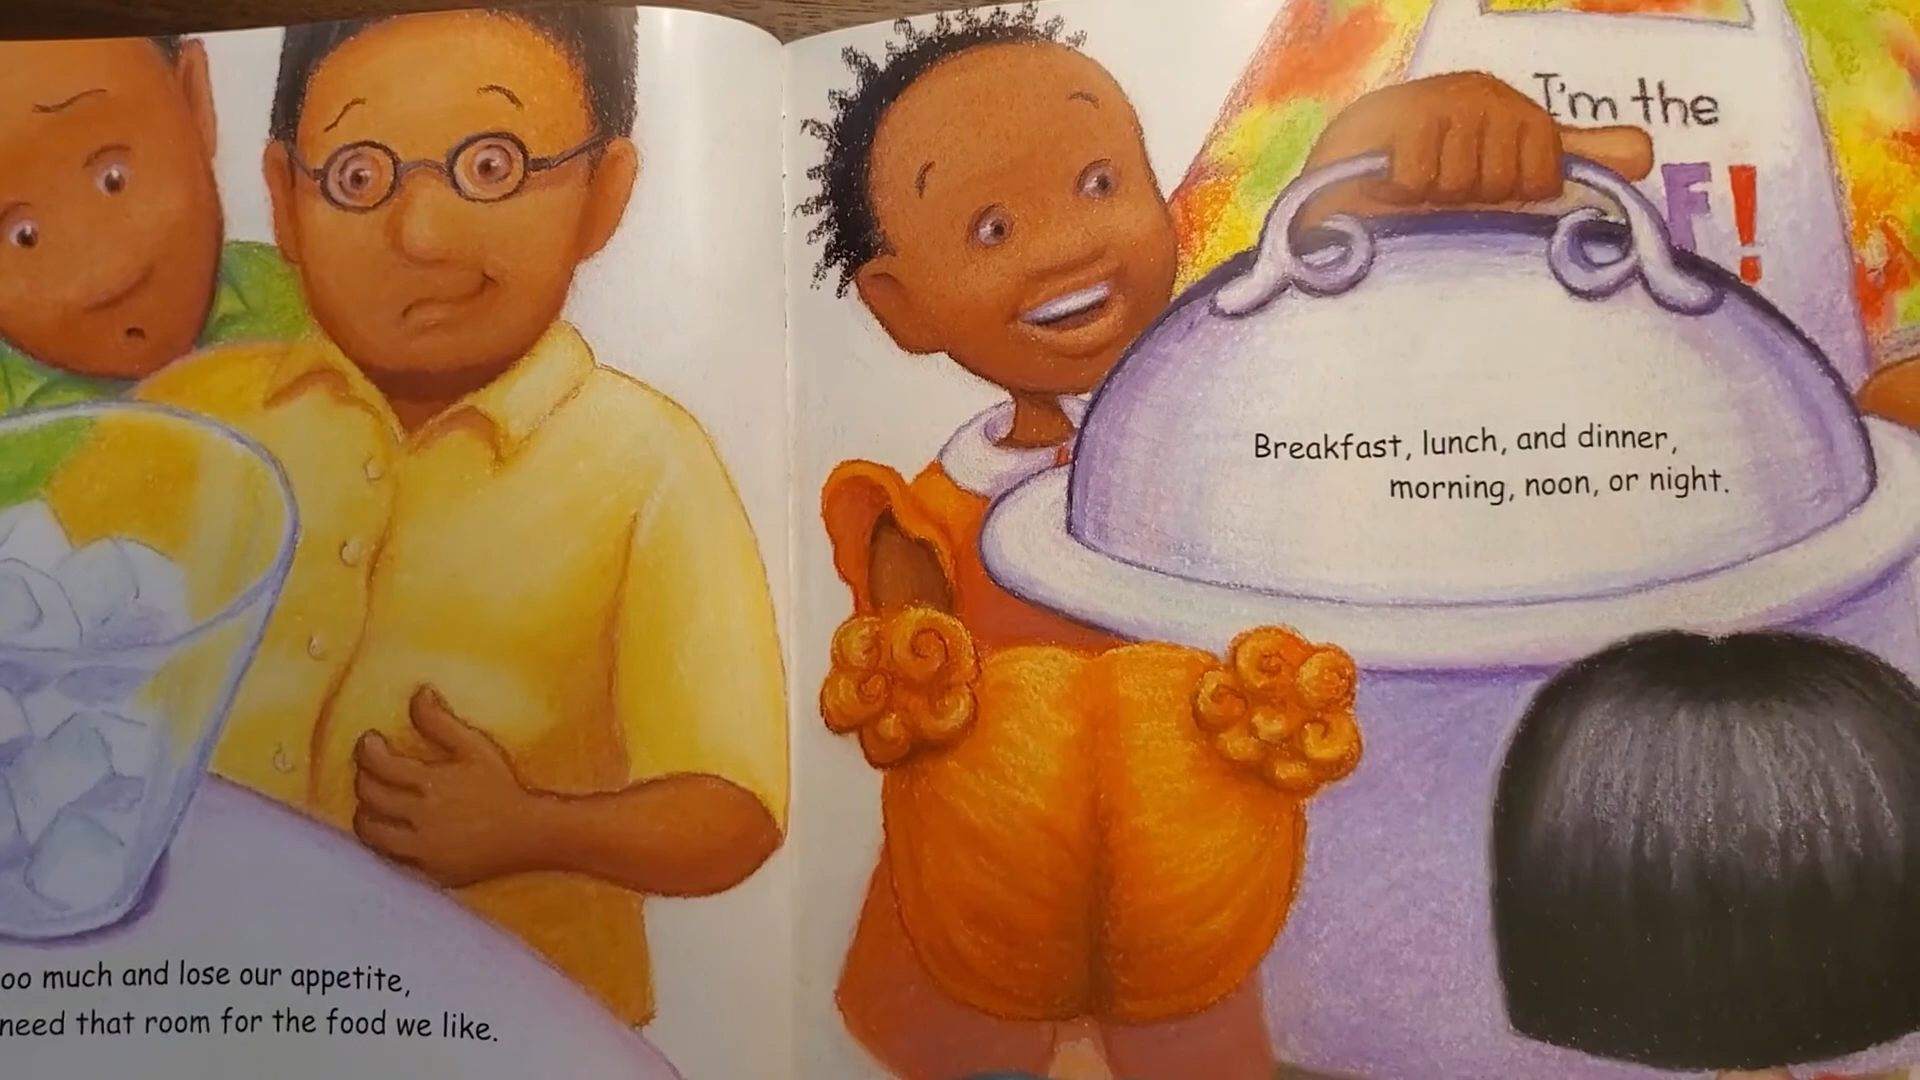 oo much and lose our appetite,
need that room for the food we like.
I'm the
F!
Breakfast, lunch, and dinner,
morning, noon, or night.